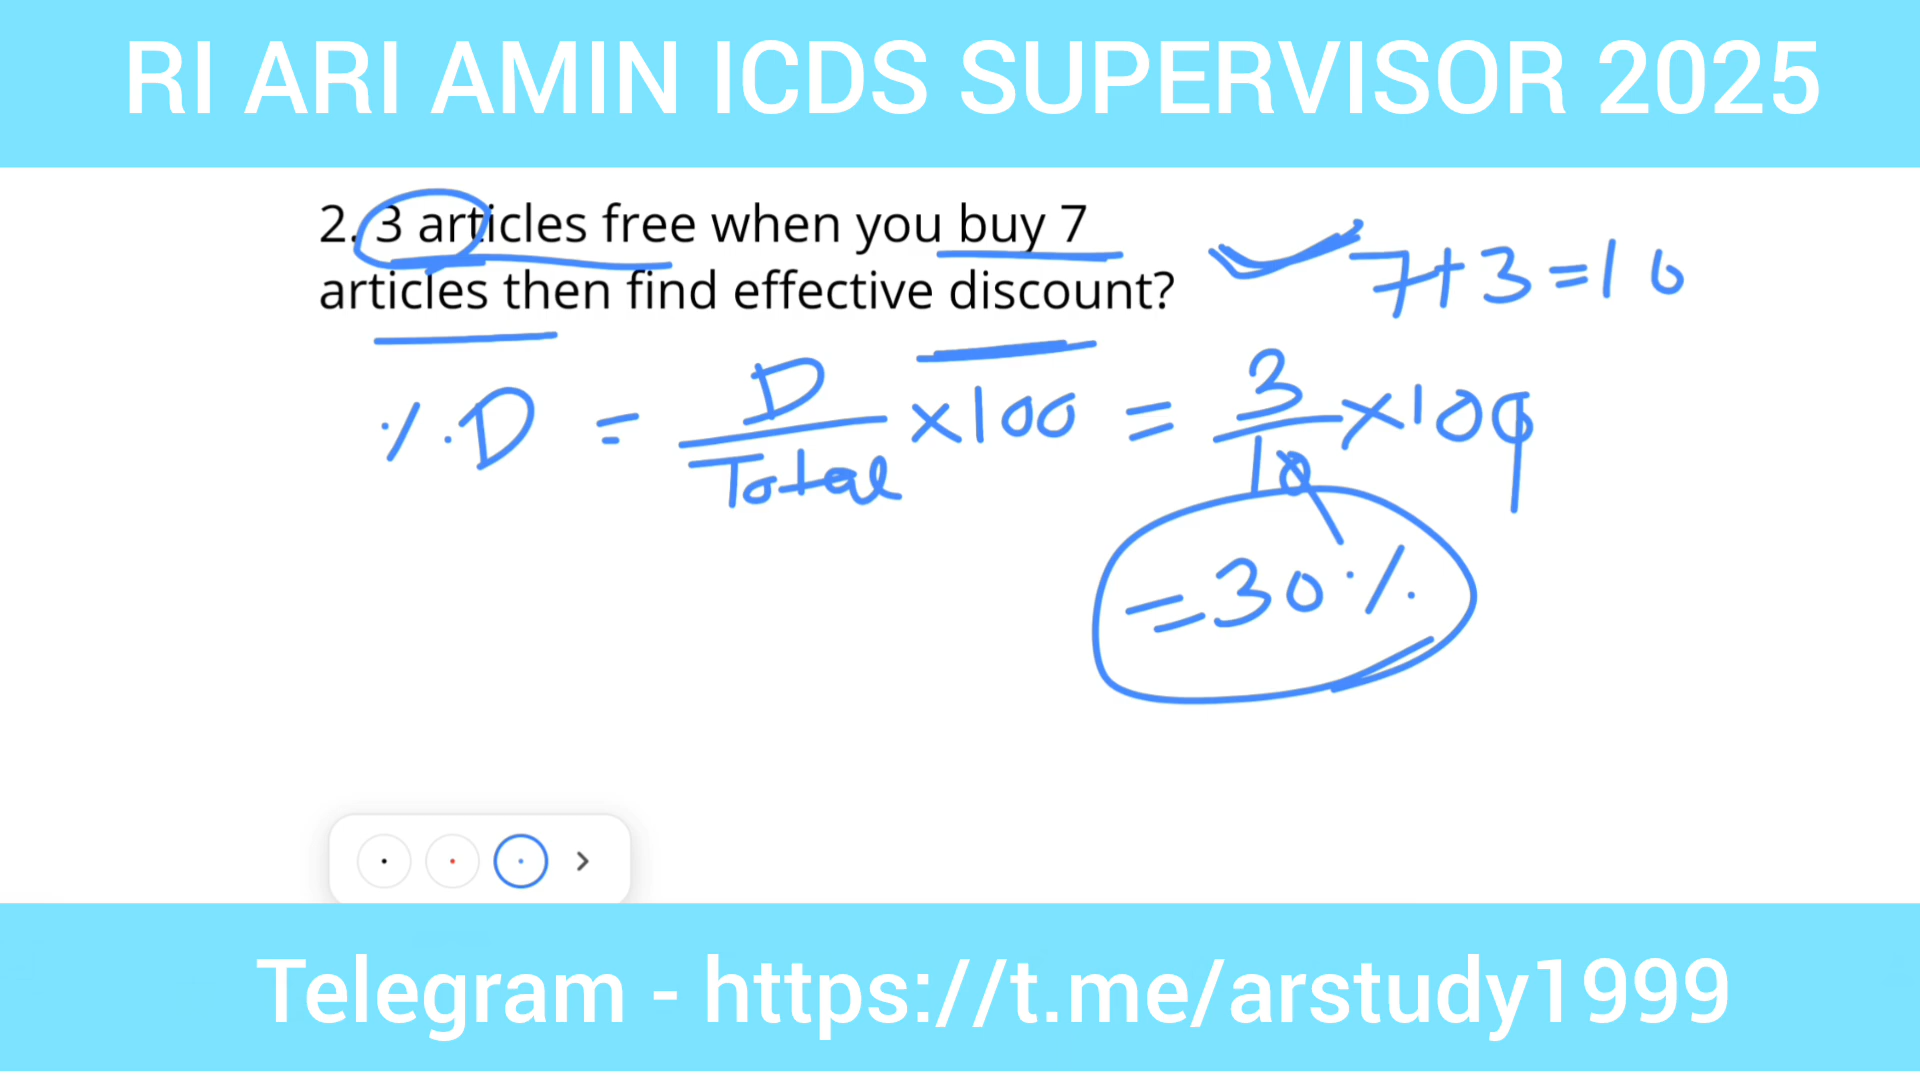 RI ARI AMIN ICDS SUPERVISOR 2025
2. 3 articles free when you buy 7
articles then find effective discount?
7+3=10
% D = D/Total ×100 = 3/10 ×100
=30%
Telegram - https://t.me/arstudy1999